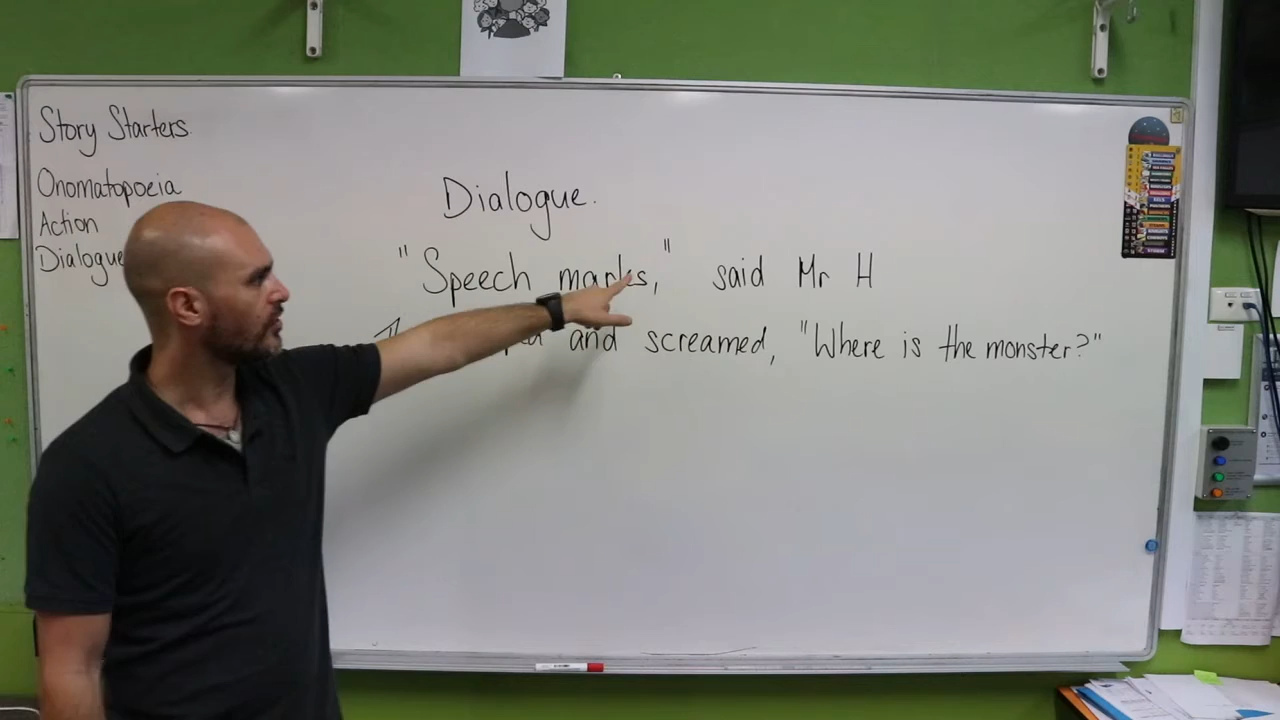 Story Starters
Onomatopoeia
Action
Dialogue
Dialogue.
"Speech marks," said Mr H
and screamed, "Where is the monster?"